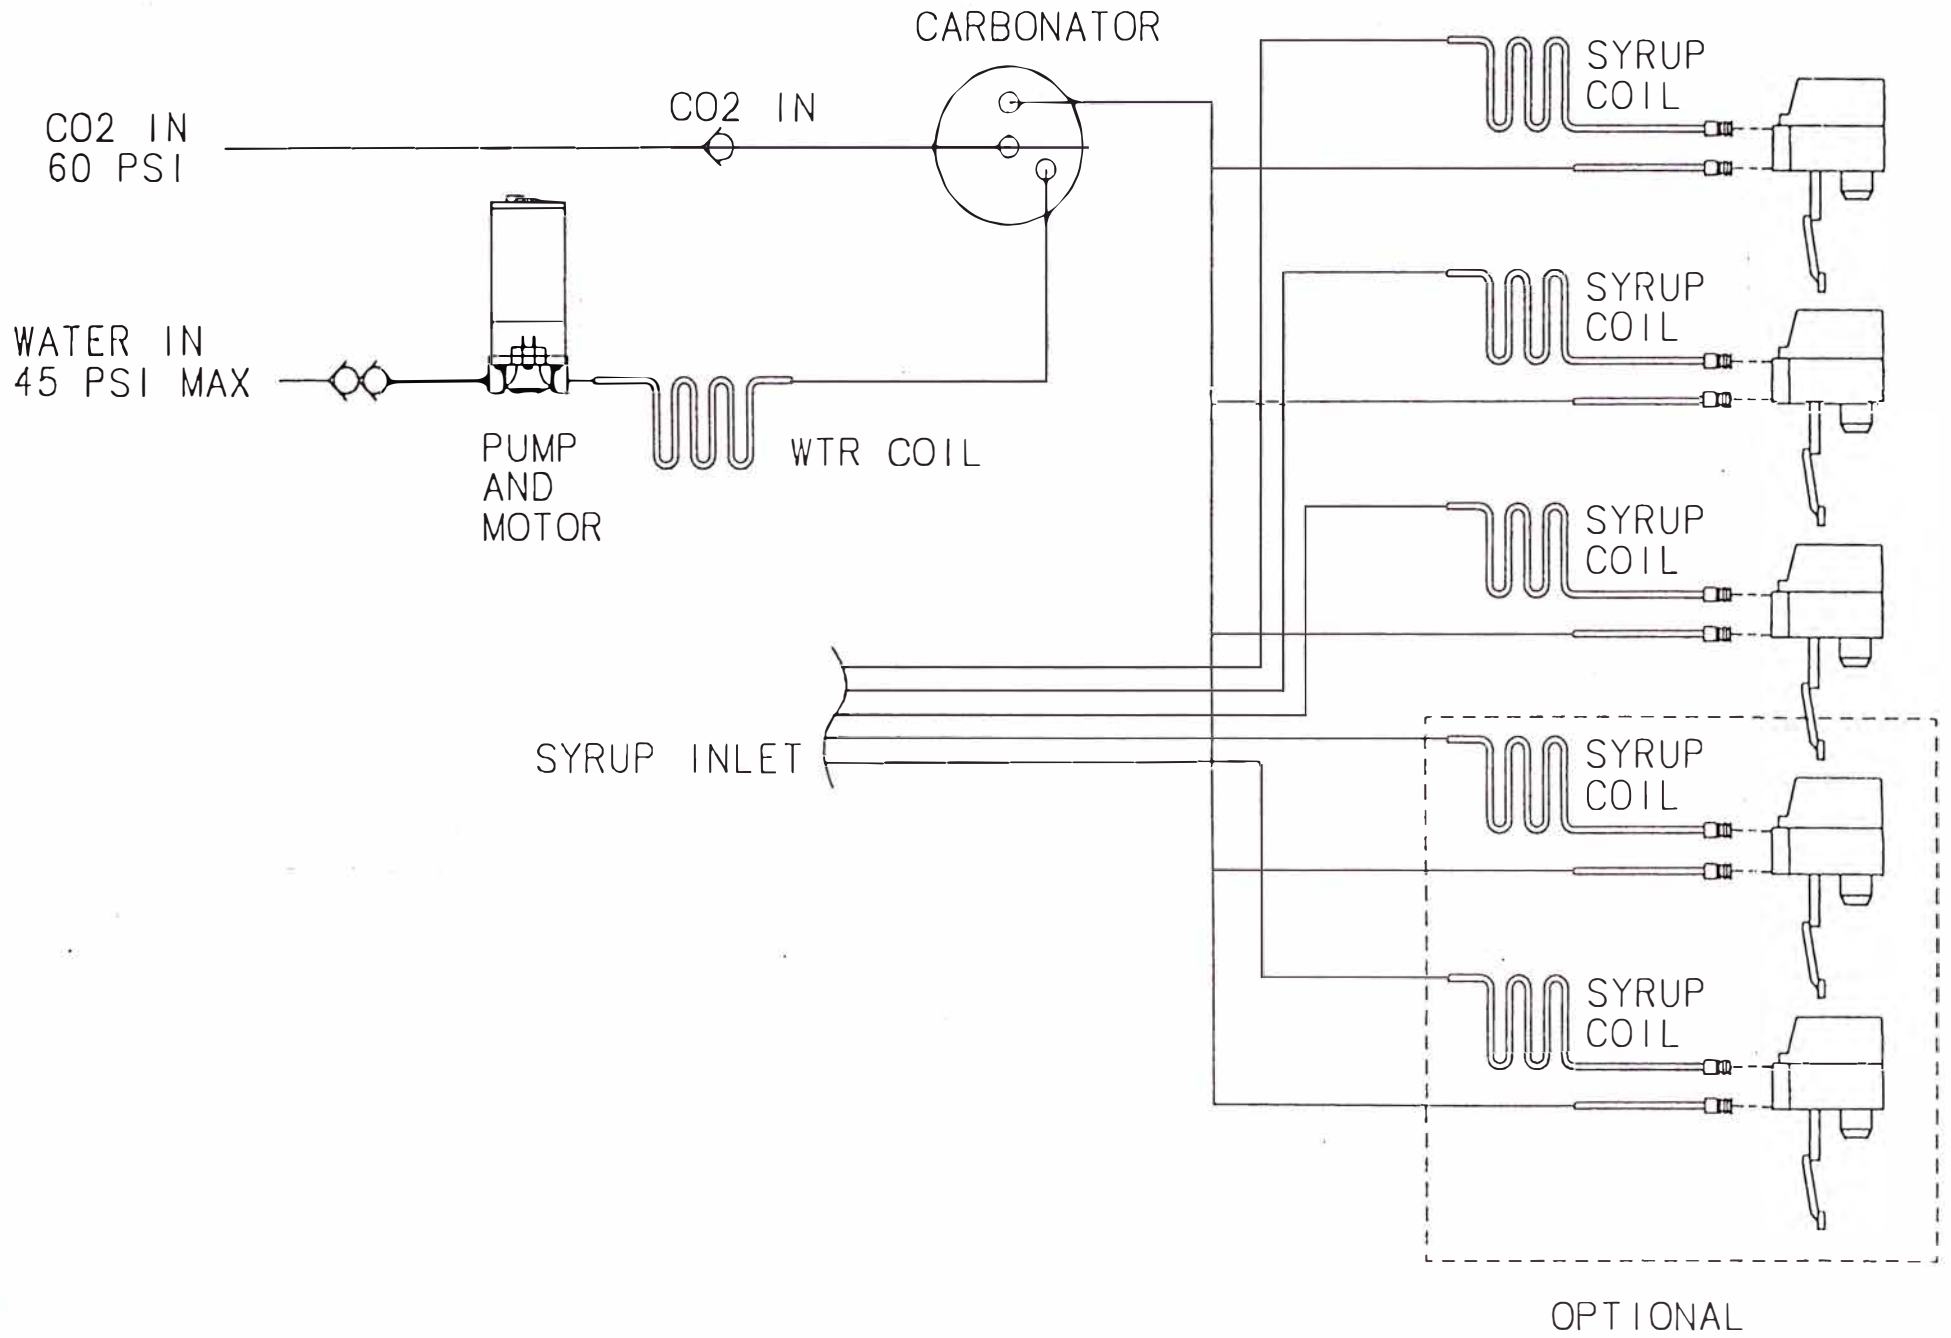 CARBONATOR
CO2 IN
60 PSI
CO2 IN
WATER IN
45 PSI MAX
PUMP
AND
MOTOR
WTR COIL
SYRUP INLET
SYRUP
COIL
SYRUP
COIL
SYRUP
COIL
SYRUP
COIL
SYRUP
COIL
OPTIONAL